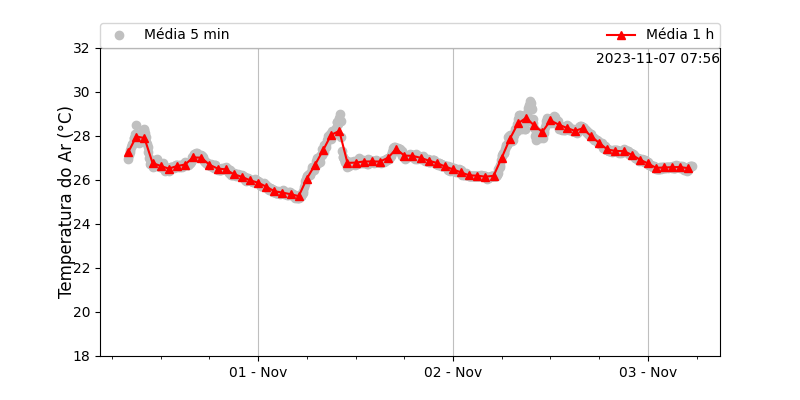 Média 5 min
Média 1 h
2023-11-07 07:56
Temperatura do Ar (°C)
32
30
28
26
24
22
20
18
01 - Nov
02 - Nov
03 - Nov